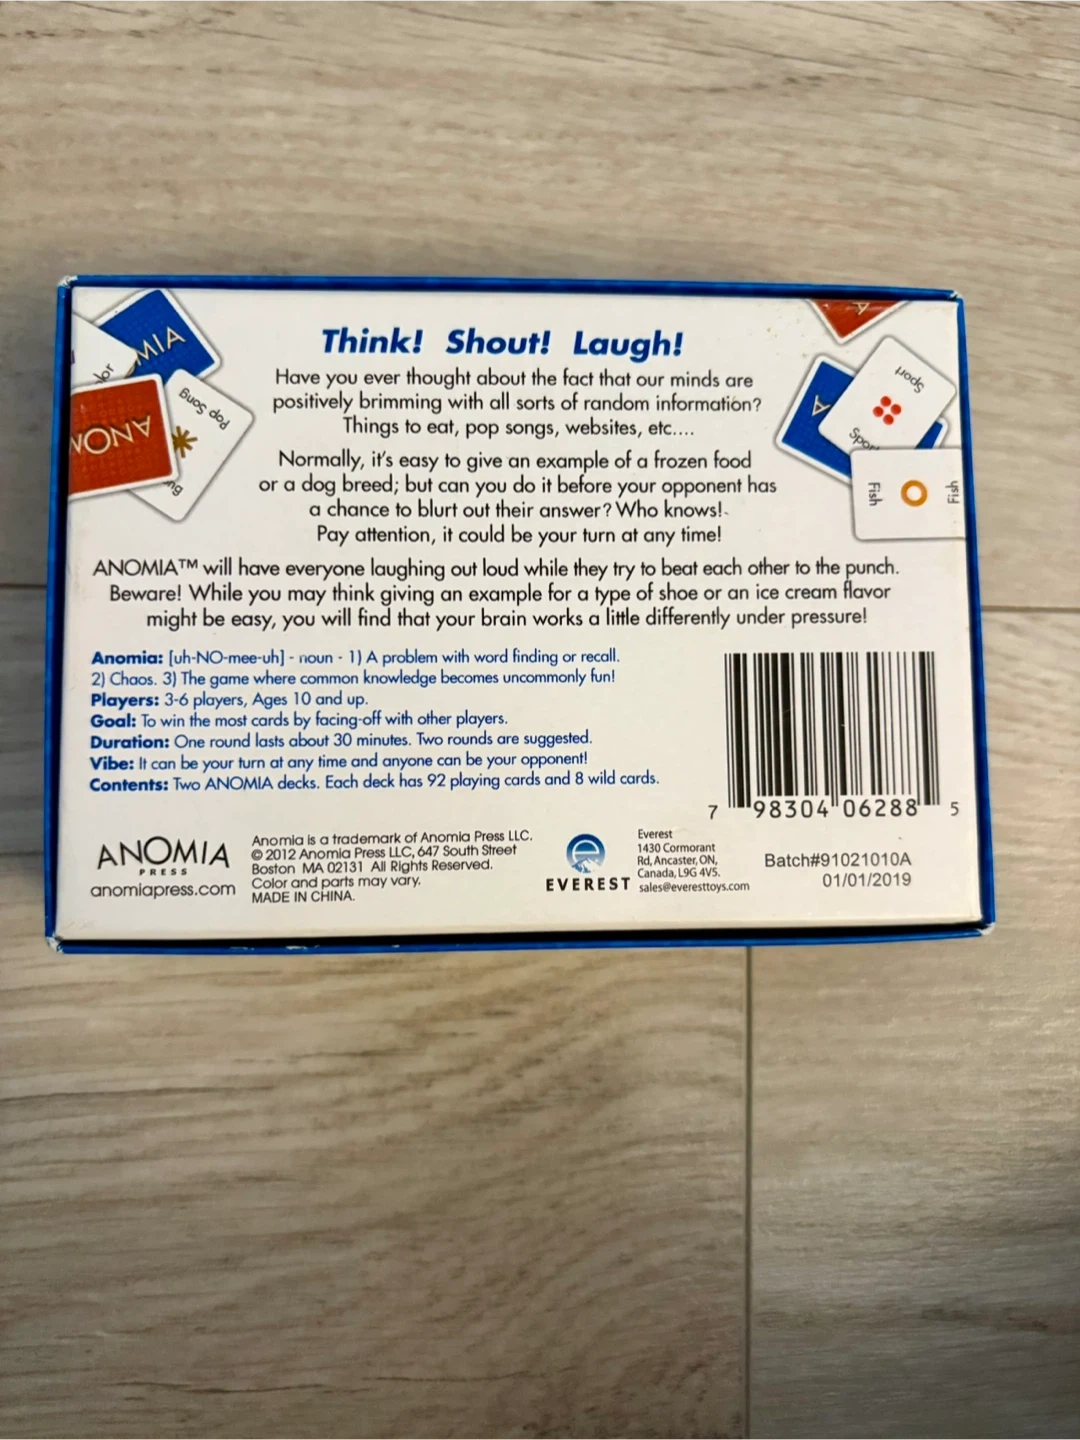 Think! Shout! Laugh!
Have you ever thought about the fact that our minds are
positively brimming with all sorts of random information?
Things to eat, pop songs, websites, etc....
Normally, it's easy to give an example of a frozen food
or a dog breed; but can you do it before your opponent has
a chance to blurt out their answer? Who knows!
Pay attention, it could be your turn at any time!
ANOMIA™ will have everyone laughing out loud while they try to beat each other to the punch.
Beware! While you may think giving an example for a type of shoe or an ice cream flavor
might be easy, you will find that your brain works a little differently under pressure!
MIA
lor
ANOM
Pop Song
ng
A
A
Sport
Sport
Fish
Fish
Anomia: [uh-NO-mee-uh] - noun - 1) A problem with word finding or recall.
2) Chaos. 3) The game where common knowledge becomes uncommonly fun!
Players: 3-6 players, Ages 10 and up.
Goal: To win the most cards by facing-off with other players.
Duration: One round lasts about 30 minutes. Two rounds are suggested.
Vibe: It can be your turn at any time and anyone can be your opponent!
Contents: Two ANOMIA decks. Each deck has 92 playing cards and 8 wild cards.
7 98304 06288 5
ANOMIA
PRESS
anomiapress.com
Anomia is a trademark of Anomia Press LLC.
© 2012 Anomia Press LLC, 647 South Street
Boston MA 02131 All Rights Reserved.
Color and parts may vary.
MADE IN CHINA.
e
EVEREST
Everest
1430 Cormorant
Rd, Ancaster, ON,
Canada, L9G 4V5.
sales@everesttoys.com
Batch#91021010A
01/01/2019